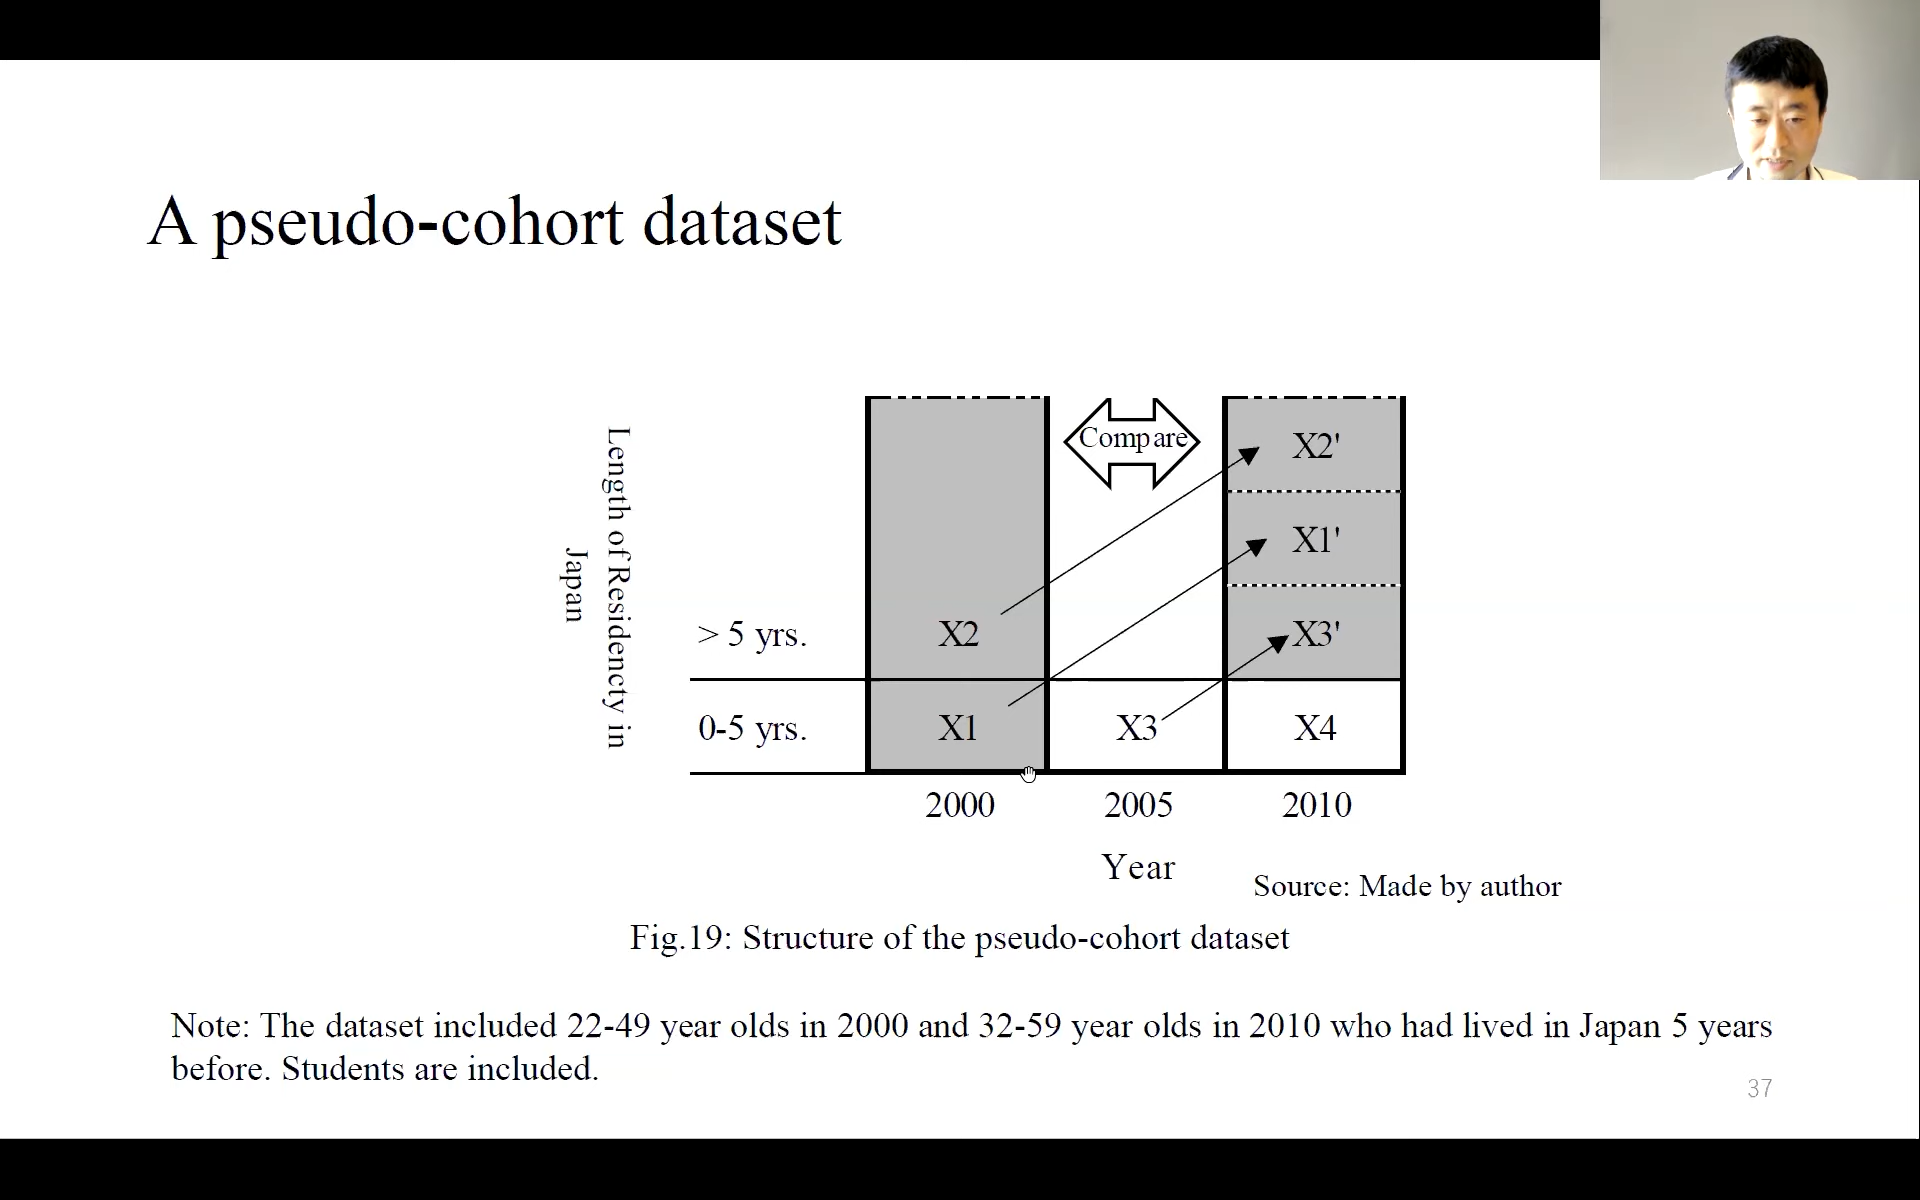 A pseudo-cohort dataset
Compare
X2'
X1'
Length of Residencty in
Japan
> 5 yrs.
X2
X3'
0-5 yrs.
X1
X3
X4
2000
2005
2010
Year
Source: Made by author
Fig.19: Structure of the pseudo-cohort dataset
Note: The dataset included 22-49 year olds in 2000 and 32-59 year olds in 2010 who had lived in Japan 5 years
before. Students are included.
37